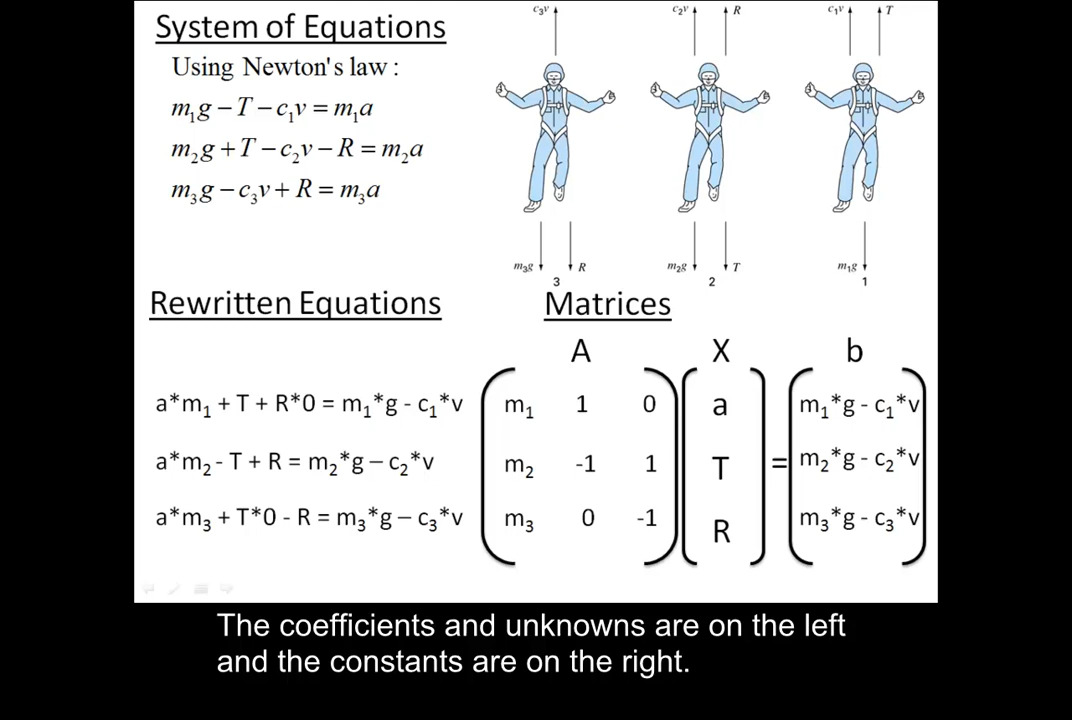 System of Equations
Using Newton's law :
m₁g − T − c₁v = m₁a
m₂g + T − c₂v − R = m₂a
m₃g − c₃v + R = m₃a
c₃v
c₂v R
c₁v T
m₃g R
m₂g T
m₁g
3
2
1
Rewritten Equations
Matrices
A X b
a*m₁ + T + R*0 = m₁*g - c₁*v
a*m₂ - T + R = m₂*g – c₂*v
a*m₃ + T*0 - R = m₃*g – c₃*v
m₁ 1 0 a m₁*g - c₁*v
m₂ -1 1 T = m₂*g - c₂*v
m₃ 0 -1 R m₃*g - c₃*v
The coefficients and unknowns are on the left
and the constants are on the right.